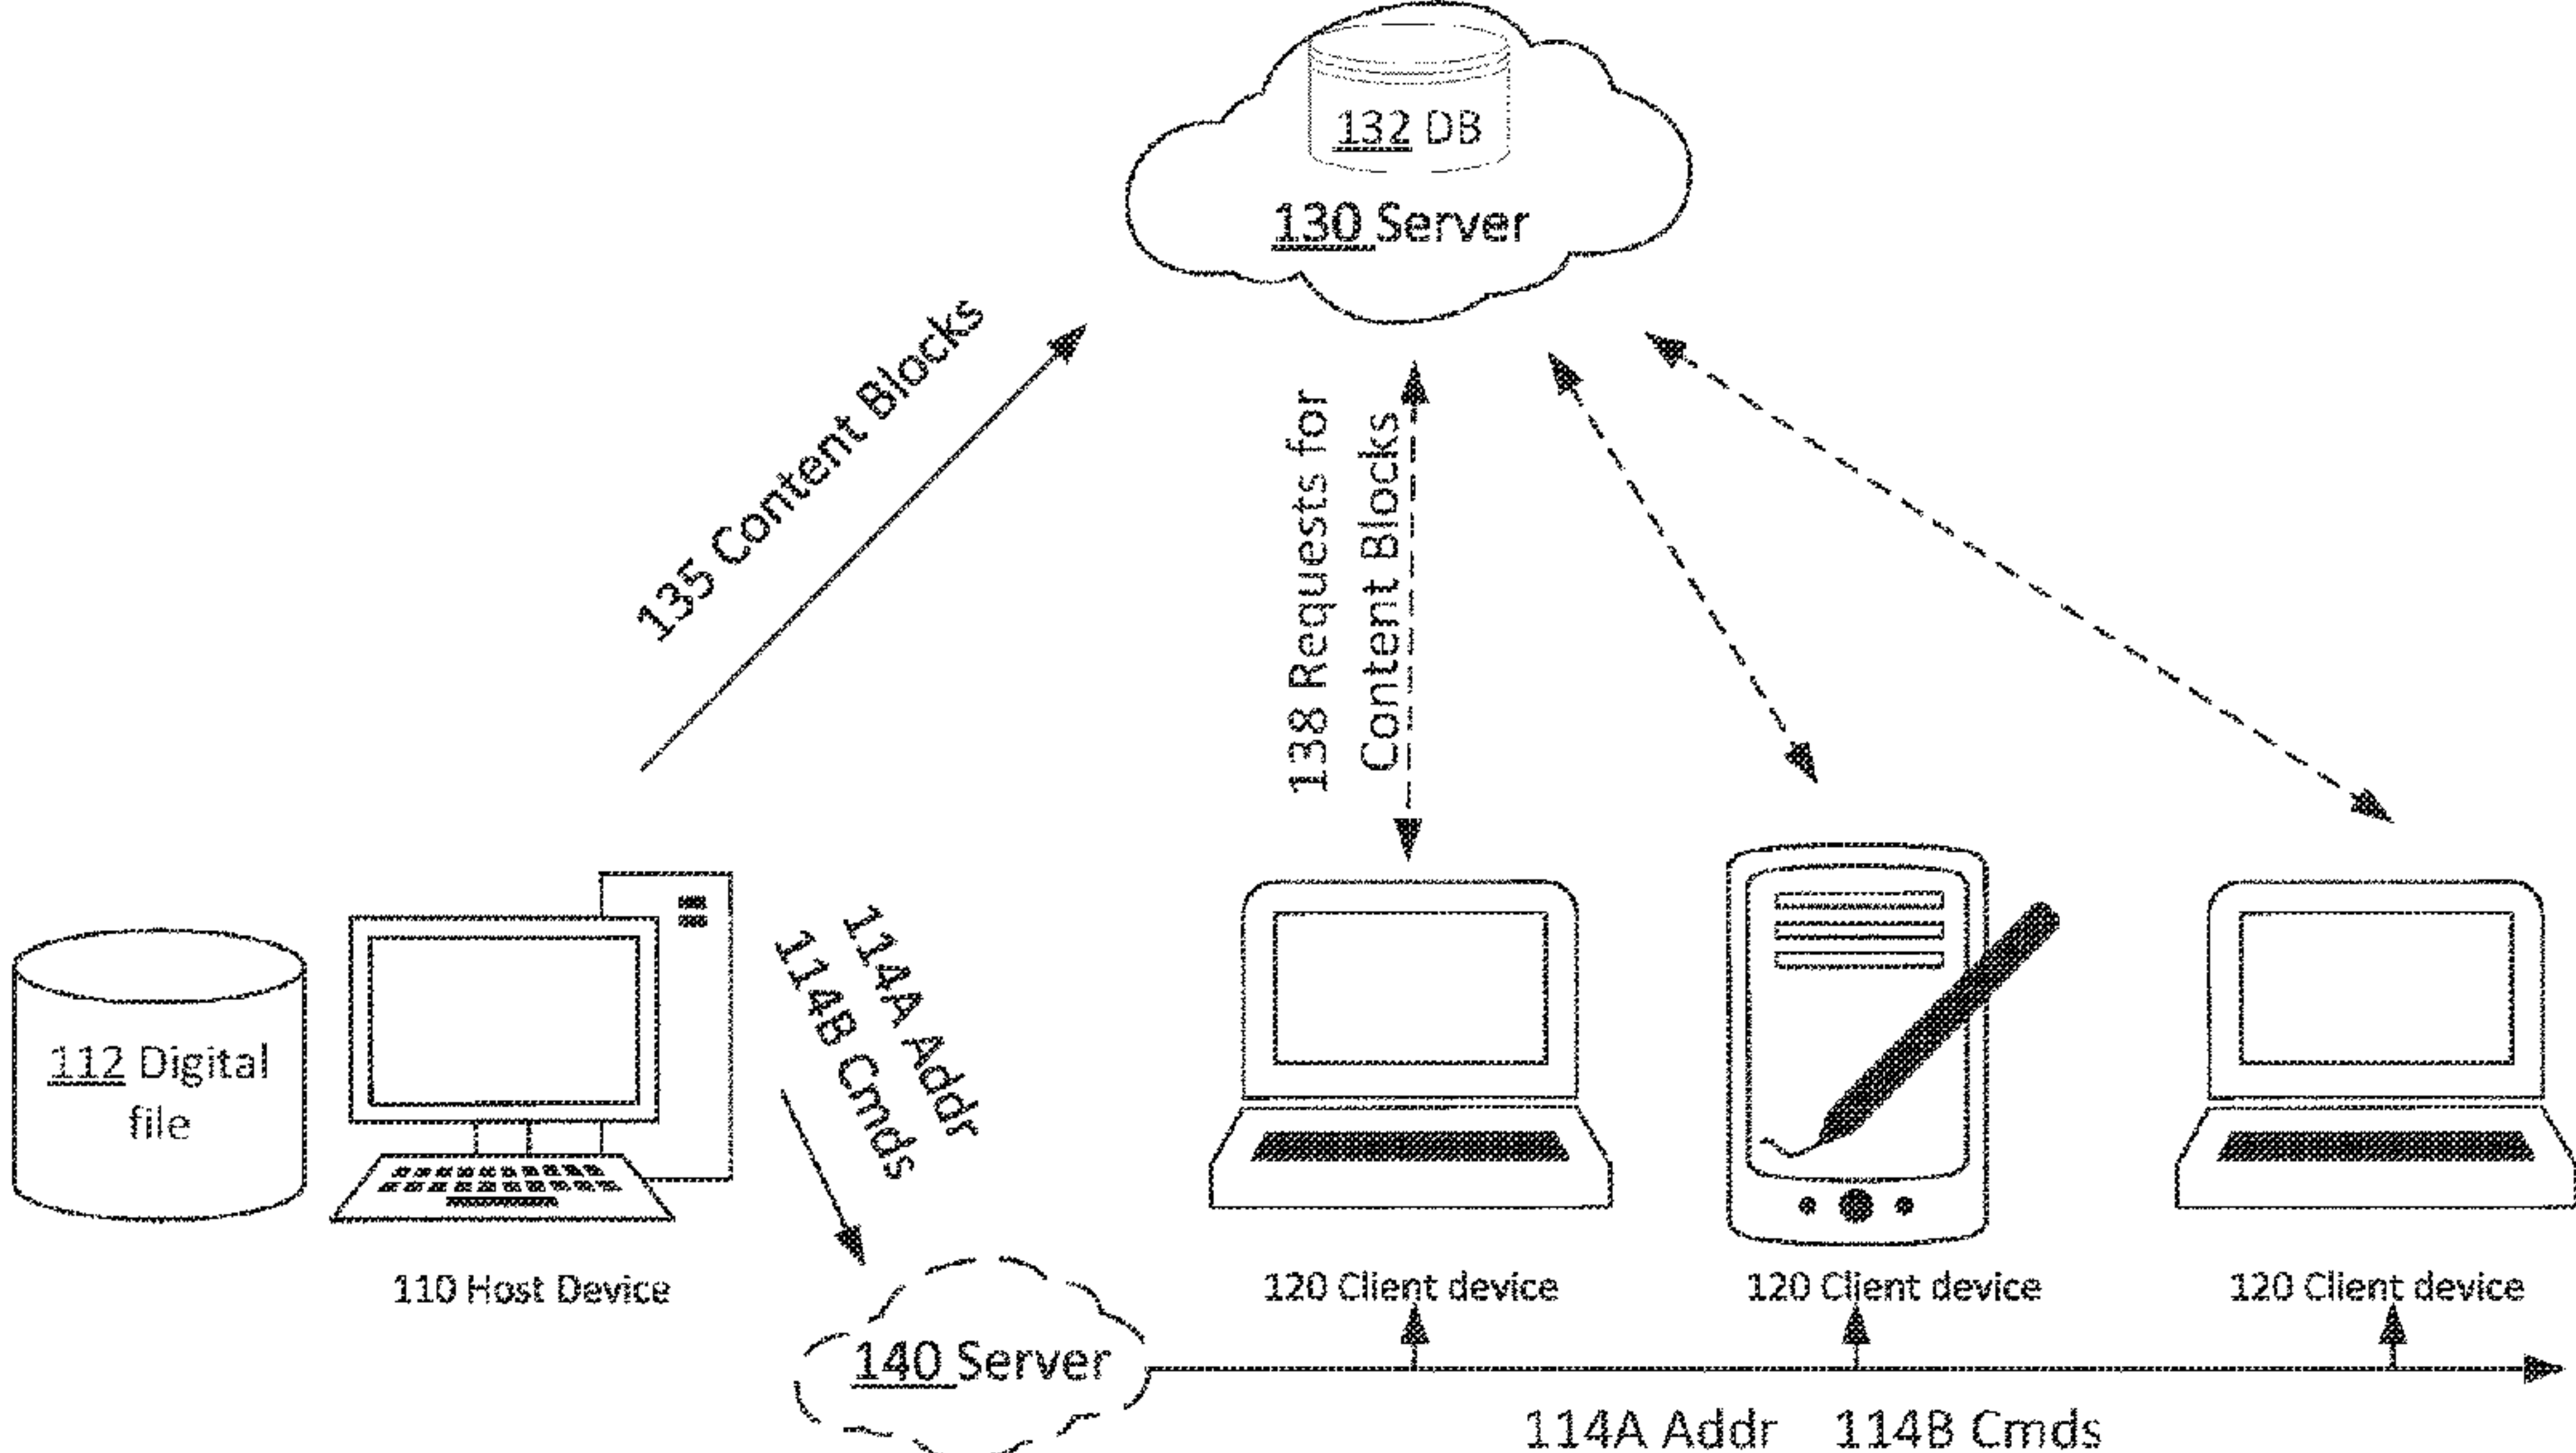 132 DB
130 Server
135 Content Blocks
138 Requests for
Content Blocks
112 Digital
file
114A Addr
114B Cmds
110 Host Device
120 Client device
120 Client device
120 Client device
140 Server
114A Addr 114B Cmds